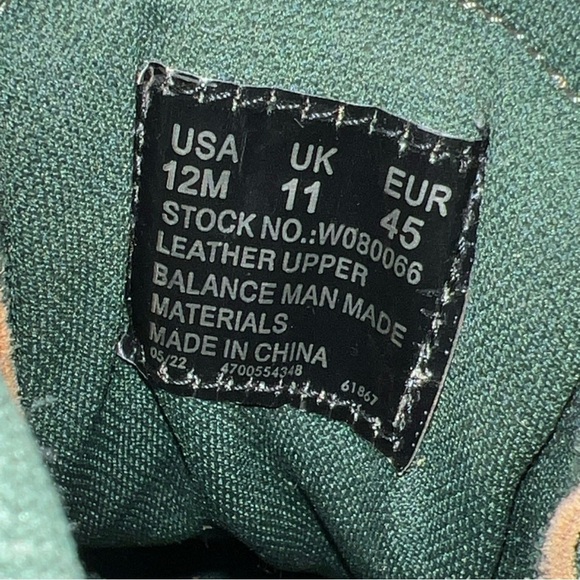 USA UK EUR
12M 11 45
STOCK NO.:W080066
LEATHER UPPER
BALANCE MAN MADE
MATERIALS
MADE IN CHINA
05/22 4700554348 61867